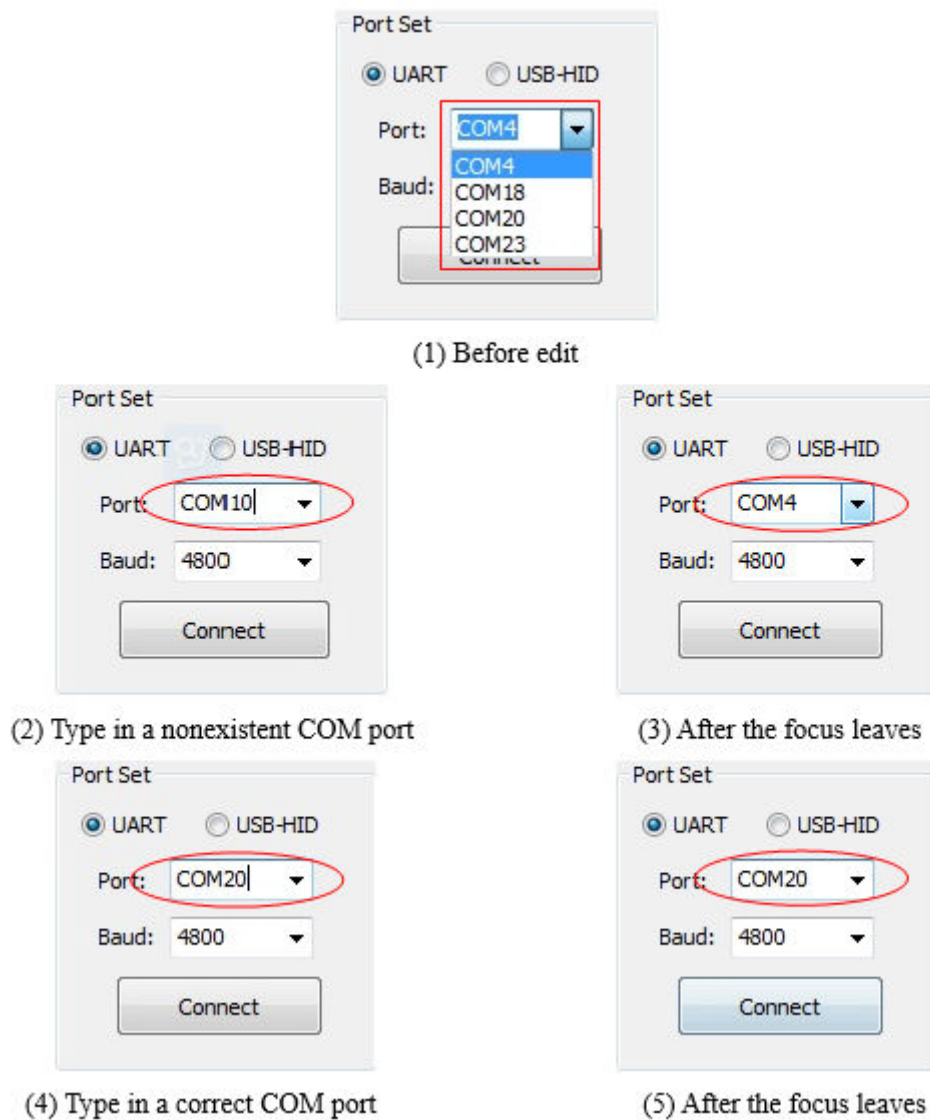 Port Set
UART USB-HID
Port: COM4
COM4
COM18
Baud: COM20
COM23
(1) Before edit
Port Set Port Set
UART USB-HID UART USB-HID
Port: COM110 Port: COM4
Baud: 4800 Baud: 4800
Connect Connect
(2) Type in a nonexistent COM port (3) After the focus leaves
Port Set Port Set
UART USB-HID UART USB-HID
Port: COM20 Port: COM20
Baud: 4800 Baud: 4800
Connect Connect
(4) Type in a correct COM port (5) After the focus leaves